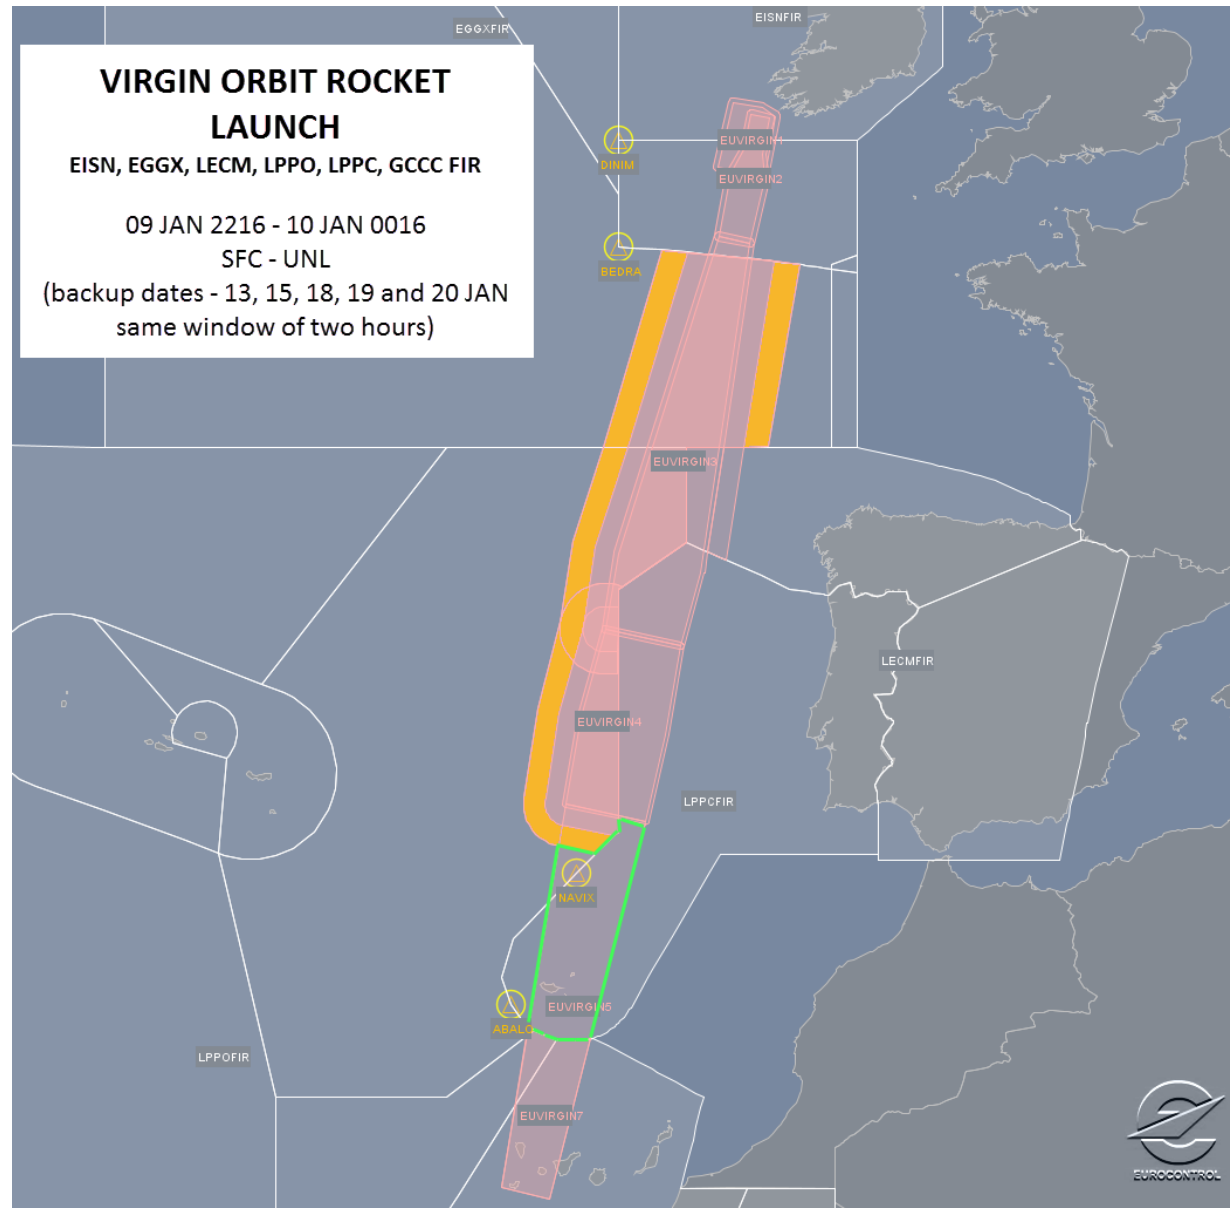 EGGXFIR
EISNFIR
VIRGIN ORBIT ROCKET
LAUNCH
EISN, EGGX, LECM, LPPO, LPPC, GCCC FIR
09 JAN 2216 - 10 JAN 0016
SFC - UNL
(backup dates - 13, 15, 18, 19 and 20 JAN
same window of two hours)
EUVIRGIN1
DINIM
EUVIRGIN2
BEDRA
EUVIRGIN3
LECMFIR
EUVIRGIN4
LPPCFIR
NAVIX
EUVIRGIN5
ABALO
LPPOFIR
EUVIRGIN7
EUROCONTROL